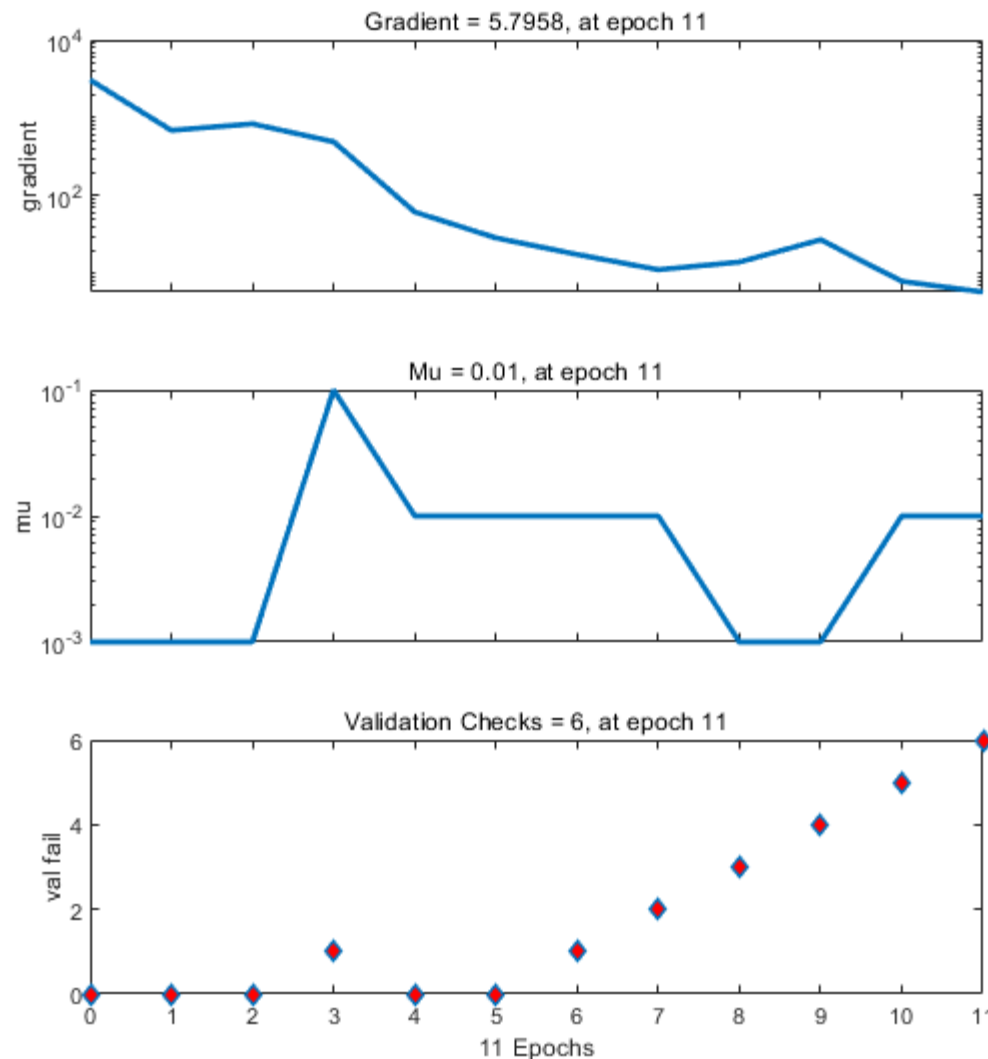 Gradient = 5.7958, at epoch 11
10^4
10^2
gradient
Mu = 0.01, at epoch 11
10^-1
10^-2
10^-3
mu
Validation Checks = 6, at epoch 11
6
4
2
0
val fail
0 1 2 3 4 5 6 7 8 9 10 11
11 Epochs